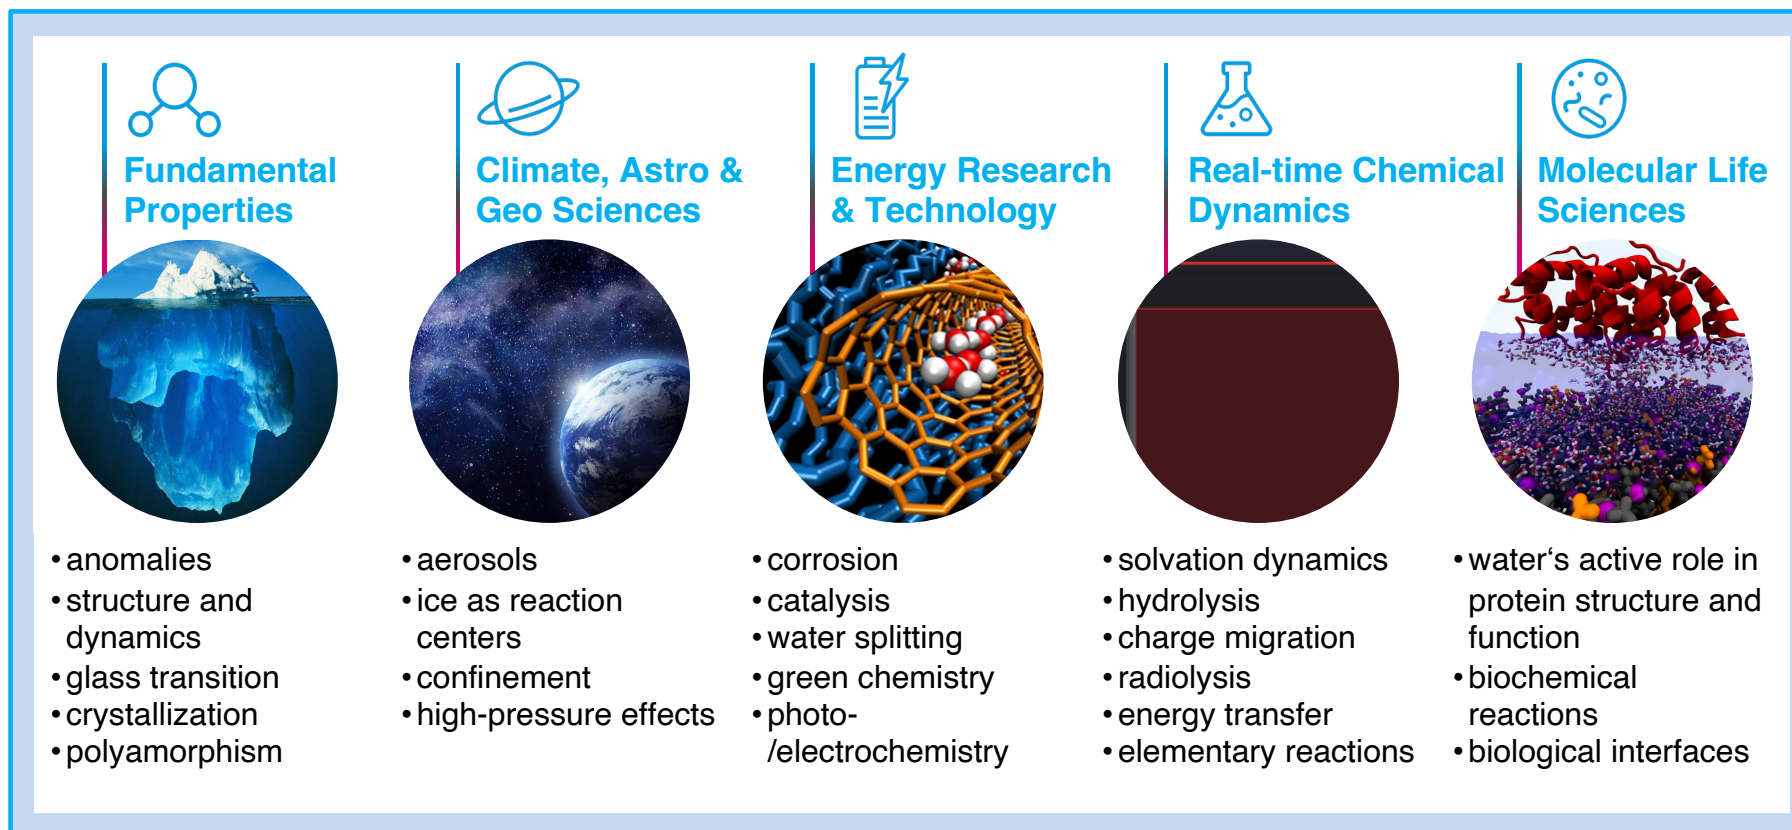 Fundamental
Properties
• anomalies
• structure and
dynamics
• glass transition
• crystallization
• polyamorphism
Climate, Astro &
Geo Sciences
• aerosols
• ice as reaction
centers
• confinement
• high-pressure effects
Energy Research
& Technology
• corrosion
• catalysis
• water splitting
• green chemistry
• photo-
/electrochemistry
Real-time Chemical
Dynamics
• solvation dynamics
• hydrolysis
• charge migration
• radiolysis
• energy transfer
• elementary reactions
Molecular Life
Sciences
• water‘s active role in
protein structure and
function
• biochemical
reactions
• biological interfaces